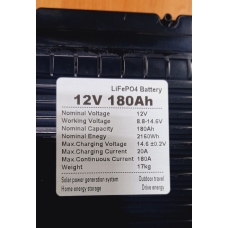 LiFePO4 Battery
12V 180Ah
Nominal Voltage 12V
Working Voltage 8.8-14.6V
Nominal Capacity 180Ah
Nominal Energy 2160Wh
Max.Charging Voltage 14.6 ±0.2V
Max.Charging Current 20A
Max.Continuous Current 180A
Weight 17kg
Solar power generation system Outdoor travel
Home energy storage Drive energy